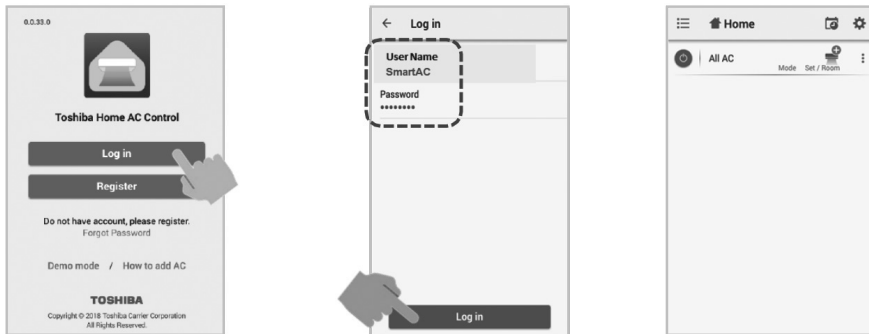 0.0.33.0
Toshiba Home AC Control
Log in
Register
Do not have account, please register.
Forgot Password
Demo mode / How to add AC
TOSHIBA
Copyright © 2018 Toshiba Carrier Corporation
All Rights Reserved.
Log in
User Name
SmartAC
Password
••••••••
Log in
Home
All AC
Mode Set / Room